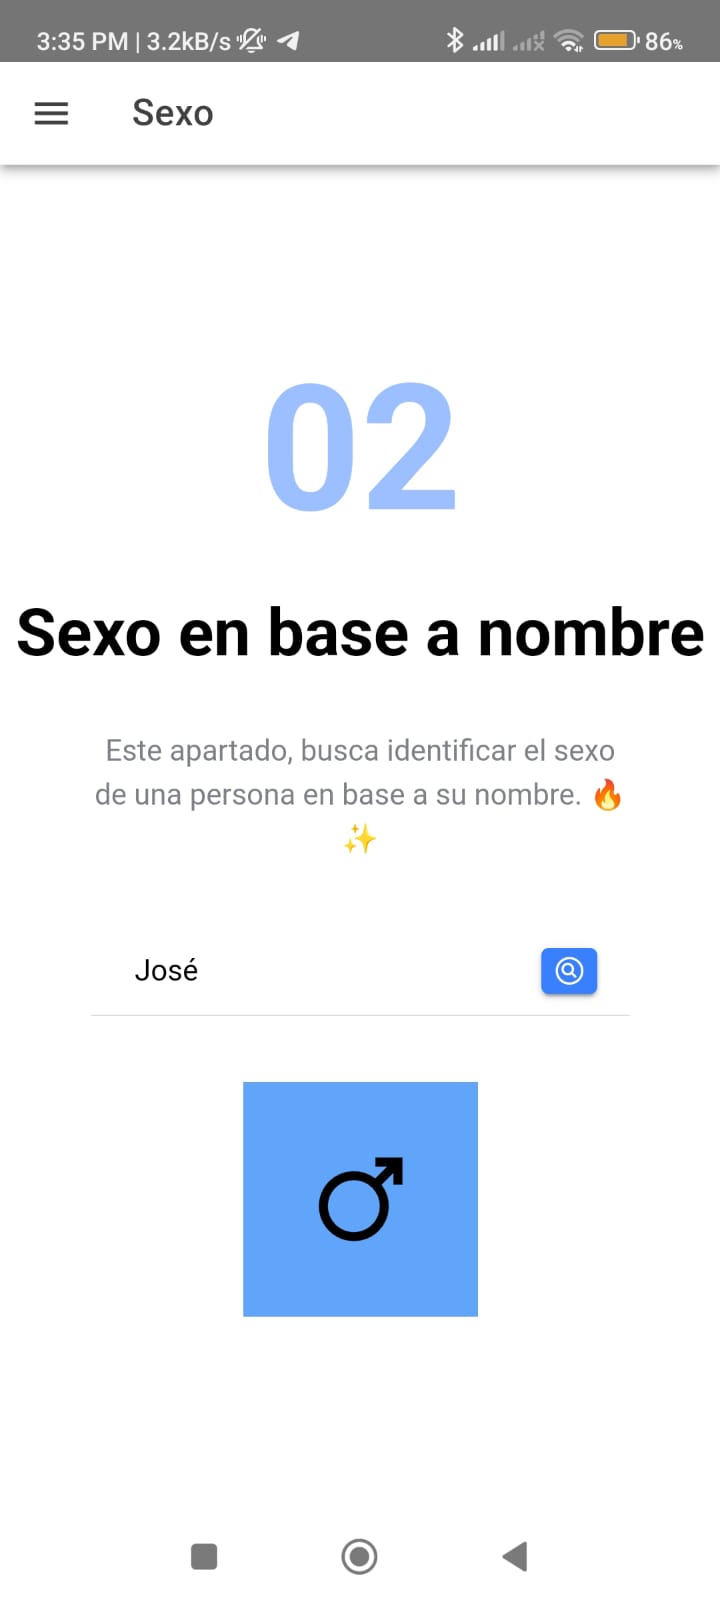 3:35 PM | 3.2kB/s 86%
Sexo
02
Sexo en base a nombre
Este apartado, busca identificar el sexo
de una persona en base a su nombre. 🔥
✨
José